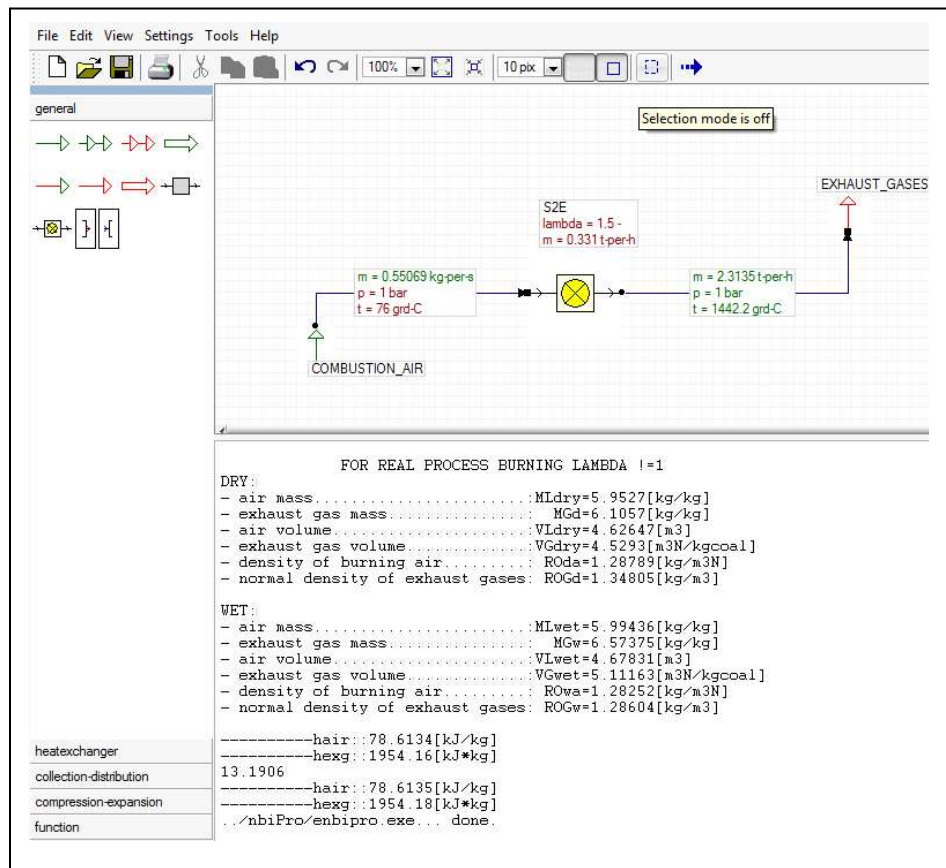 File Edit View Settings Tools Help
100% 10 pix
general
Selection mode is off
EXHAUST_GASES
S2E
lambda = 1.5 -
m = 0.331 t-per-h
m = 0.55069 kg-per-s
p = 1 bar
t = 76 grd-C
m = 2.3135 t-per-h
p = 1 bar
t = 1442.2 grd-C
COMBUSTION_AIR
FOR REAL PROCESS BURNING LAMBDA !=1
DRY:
- air mass.......................:MLdry=5.9527[kg/kg]
- exhaust gas mass...............: MGd=6.1057[kg/kg]
- air volume.....................:VLdry=4.62647[m3]
- exhaust gas volume.............:VGdry=4.5293[m3N/kgcoal]
- density of burning air.........: ROda=1.28789[kg/m3N]
- normal density of exhaust gases: ROGd=1.34805[kg/m3]
WET:
- air mass.......................:MLwet=5.99436[kg/kg]
- exhaust gas mass...............: MGw=6.57375[kg/kg]
- air volume.....................:VLwet=4.67831[m3]
- exhaust gas volume.............:VGwet=5.11163[m3N/kgcoal]
- density of burning air.........: ROwa=1.28252[kg/m3N]
- normal density of exhaust gases: ROGw=1.28604[kg/m3]
----------hair::78.6134[kJ/kg]
----------hexg::1954.16[kJ*kg]
13.1906
----------hair::78.6135[kJ/kg]
----------hexg::1954.18[kJ*kg]
../nbiPro/enbipro.exe... done.
heatexchanger
collection-distribution
compression-expansion
function